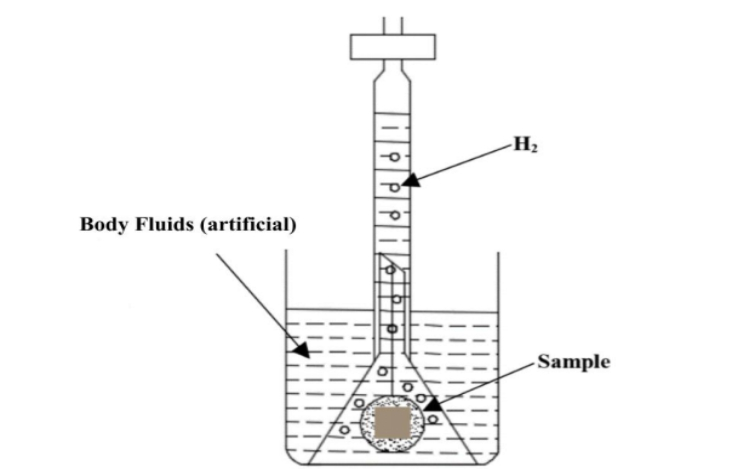 H₂
Body Fluids (artificial)
Sample